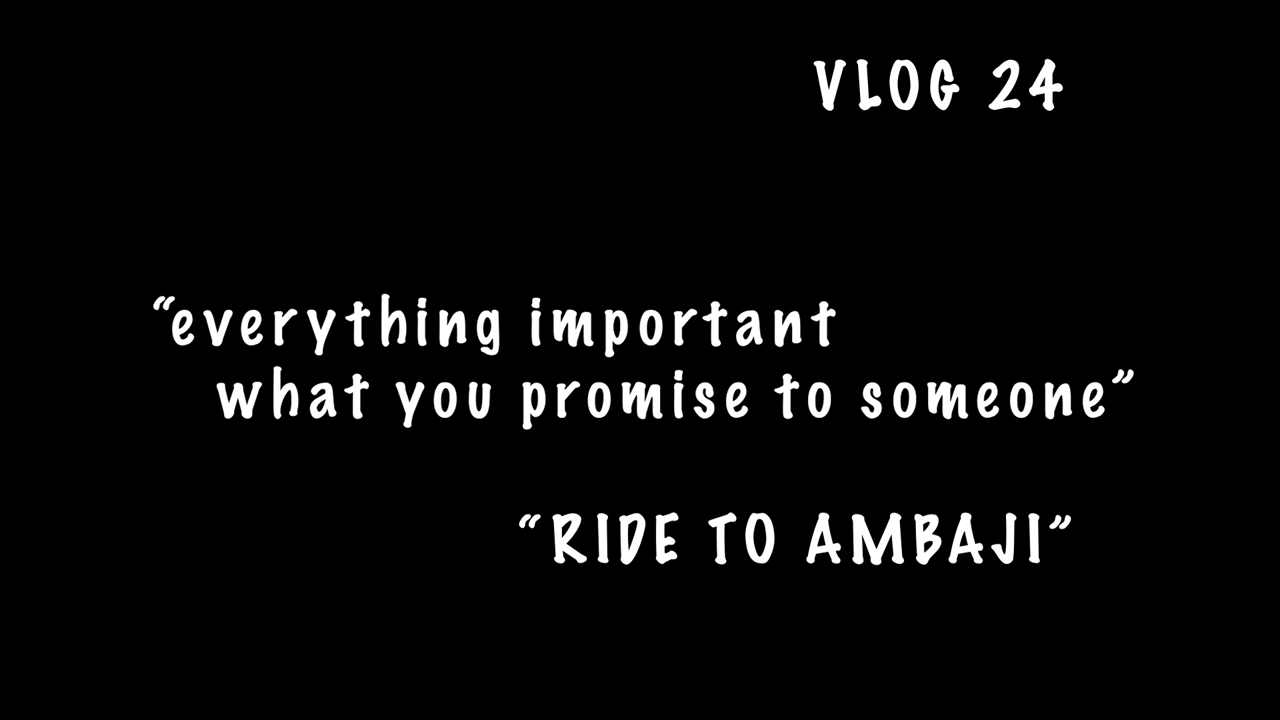 VLOG 24
“everything important
what you promise to someone”
“RIDE TO AMBAJI”